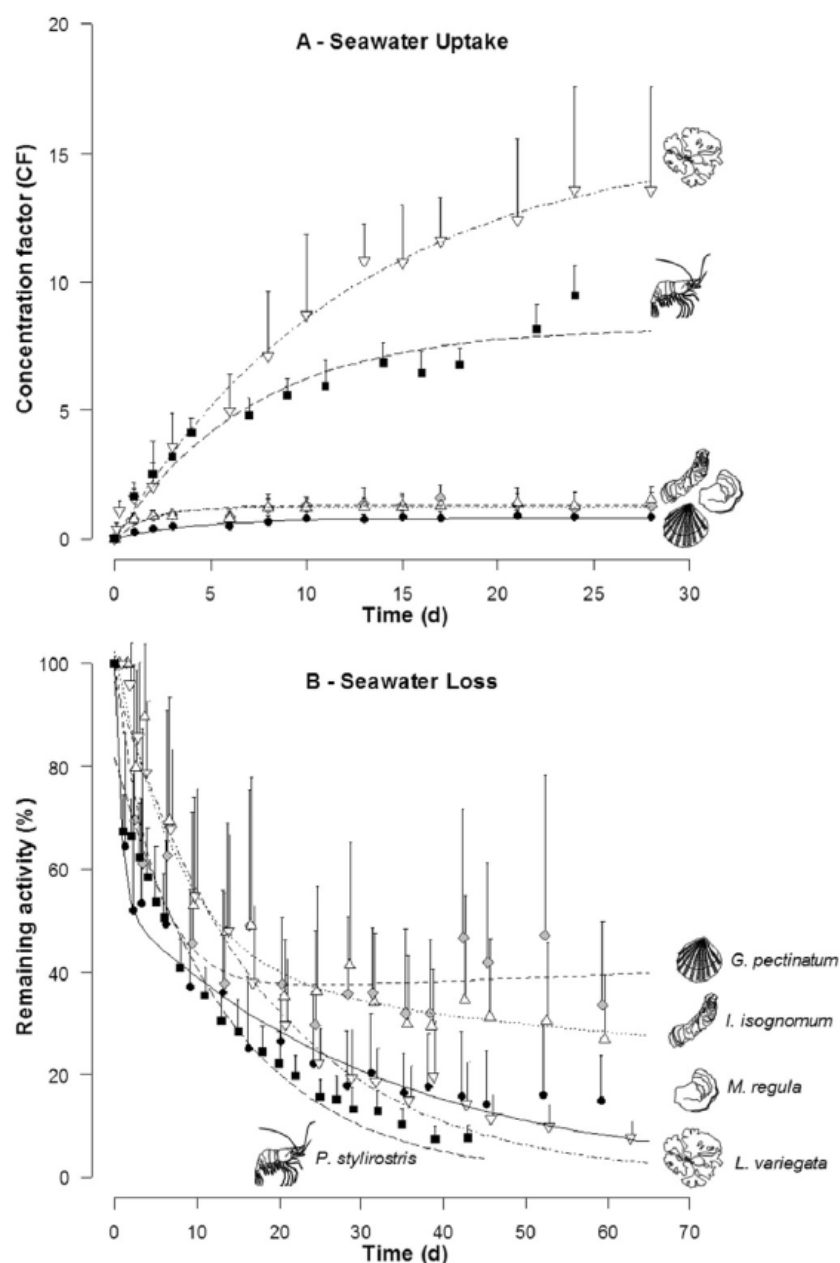 A - Seawater Uptake
Concentration factor (CF)
20
15
10
5
0
0 5 10 15 20 25 30
Time (d)
B - Seawater Loss
Remaining activity (%)
100
80
60
40
20
0
G. pectinatum
I. isognomum
M. regula
L. variegata
P. stylirostris
0 10 20 30 40 50 60 70
Time (d)